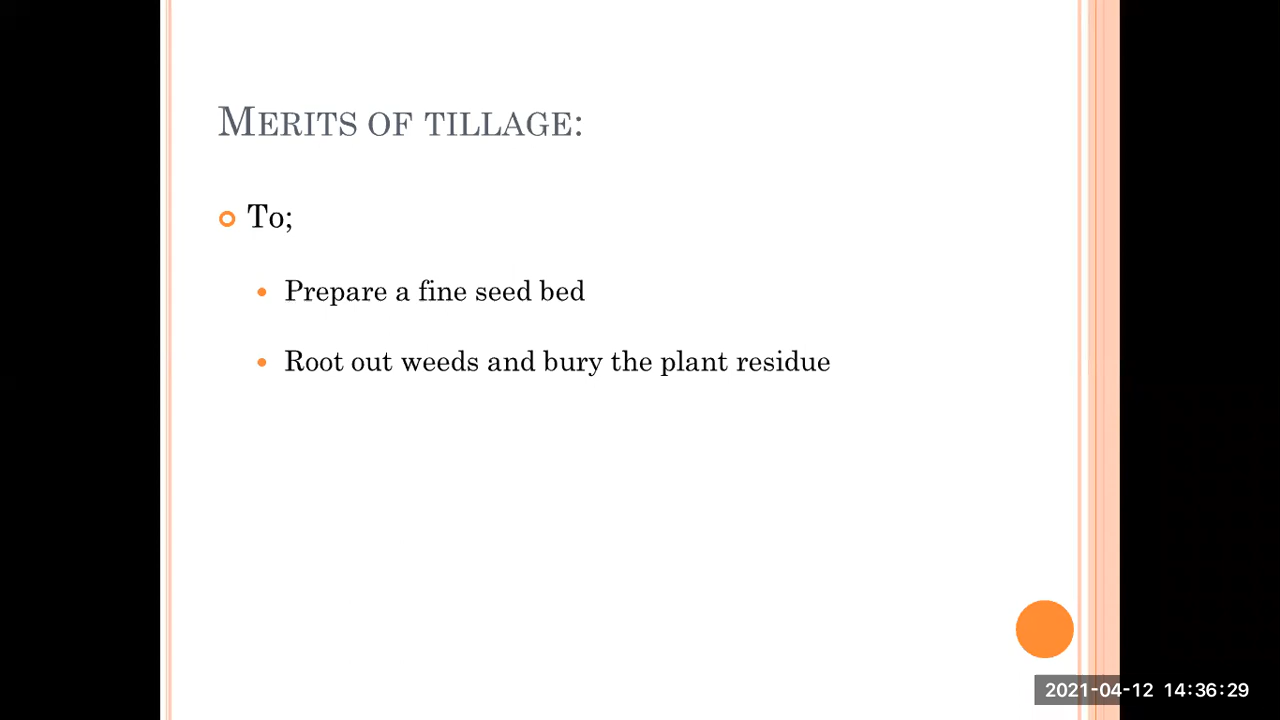 Merits of tillage:
To;
Prepare a fine seed bed
Root out weeds and bury the plant residue
2021-04-12 14:36:29